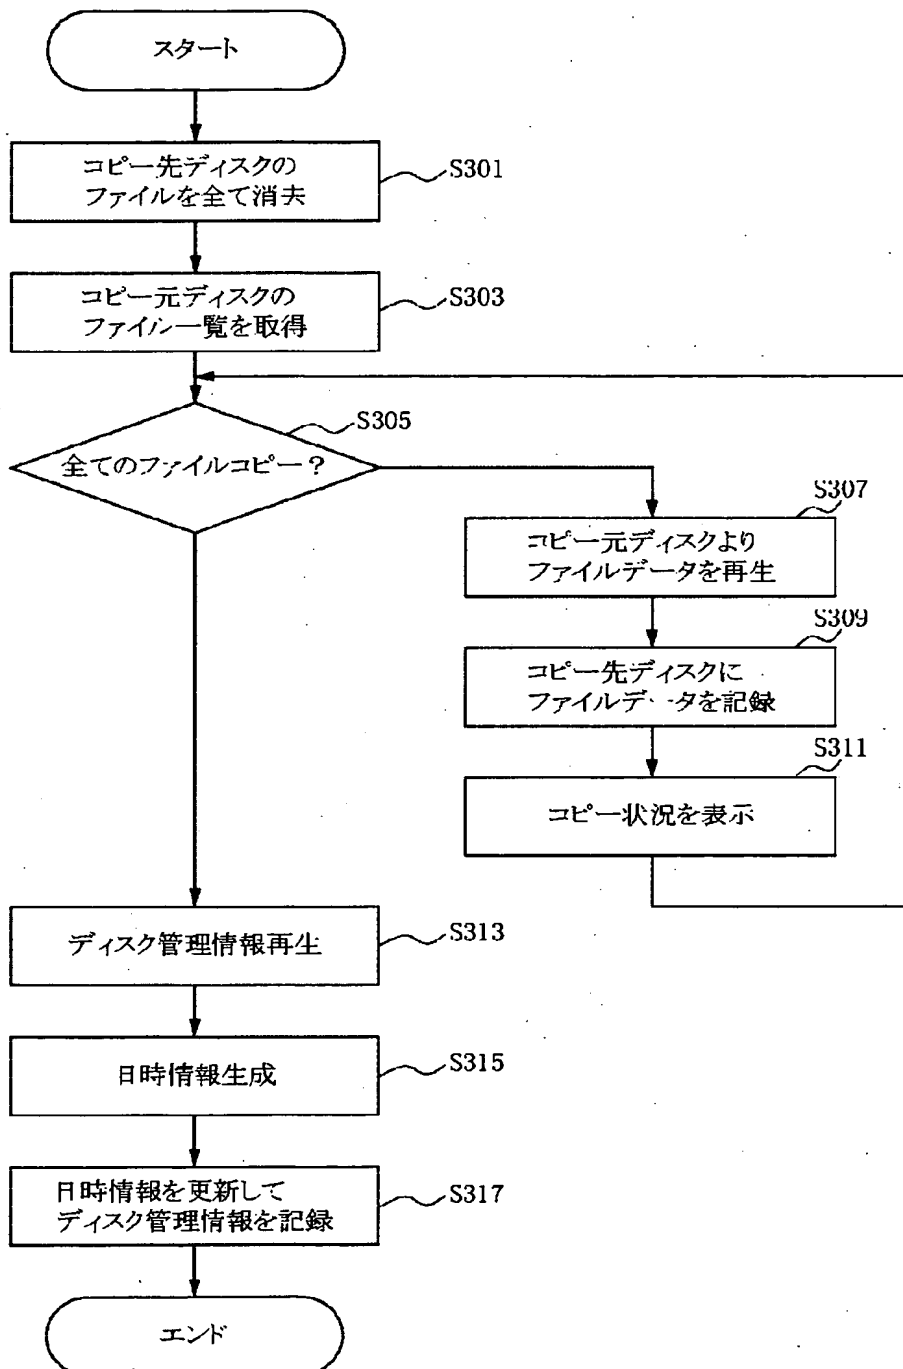 スタート
コピー先ディスクの
ファイルを全て消去
S301
コピー元ディスクの
ファイル一覧を取得
S303
S305
全てのファイルコピー?
S307
コピー元ディスクより
ファイルデータを再生
S309
コピー先ディスクに
ファイルデータを記録
S311
コピー状況を表示
ディスク管理情報再生
S313
日時情報生成
S315
日時情報を更新して
ディスク管理情報を記録
S317
エンド